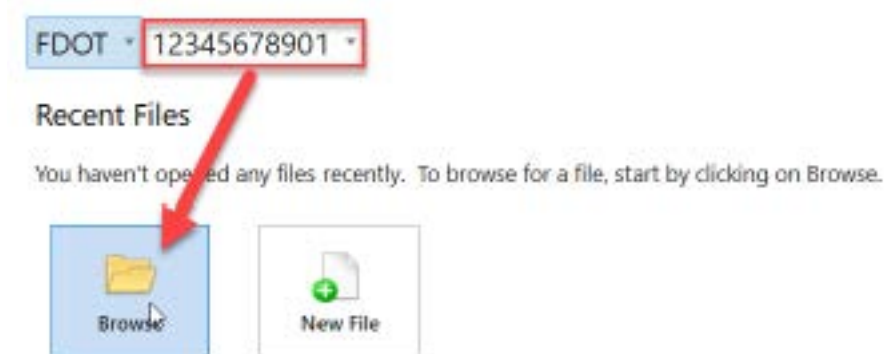 FDOT 12345678901
Recent Files
You haven't opened any files recently. To browse for a file, start by clicking on Browse.
Browse New File